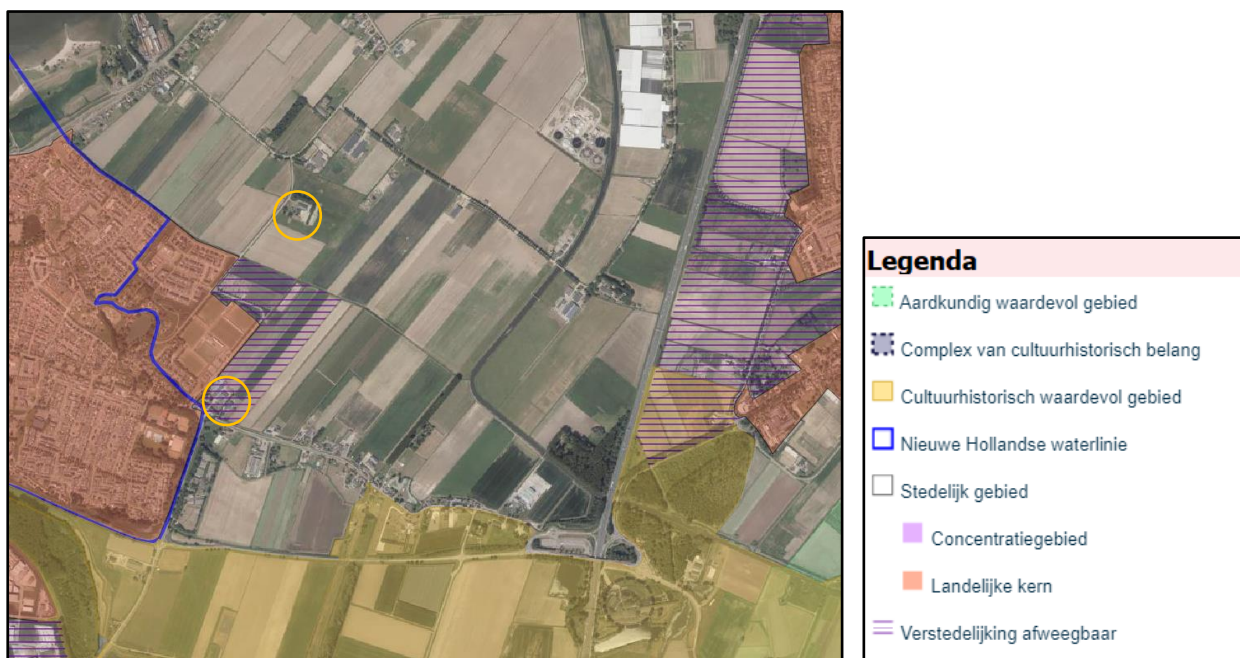 Legenda
Aardkundig waardevol gebied
Complex van cultuurhistorisch belang
Cultuurhistorisch waardevol gebied
Nieuwe Hollandse waterlinie
Stedelijk gebied
Concentratiegebied
Landelijke kern
Verstedelijking afweegbaar